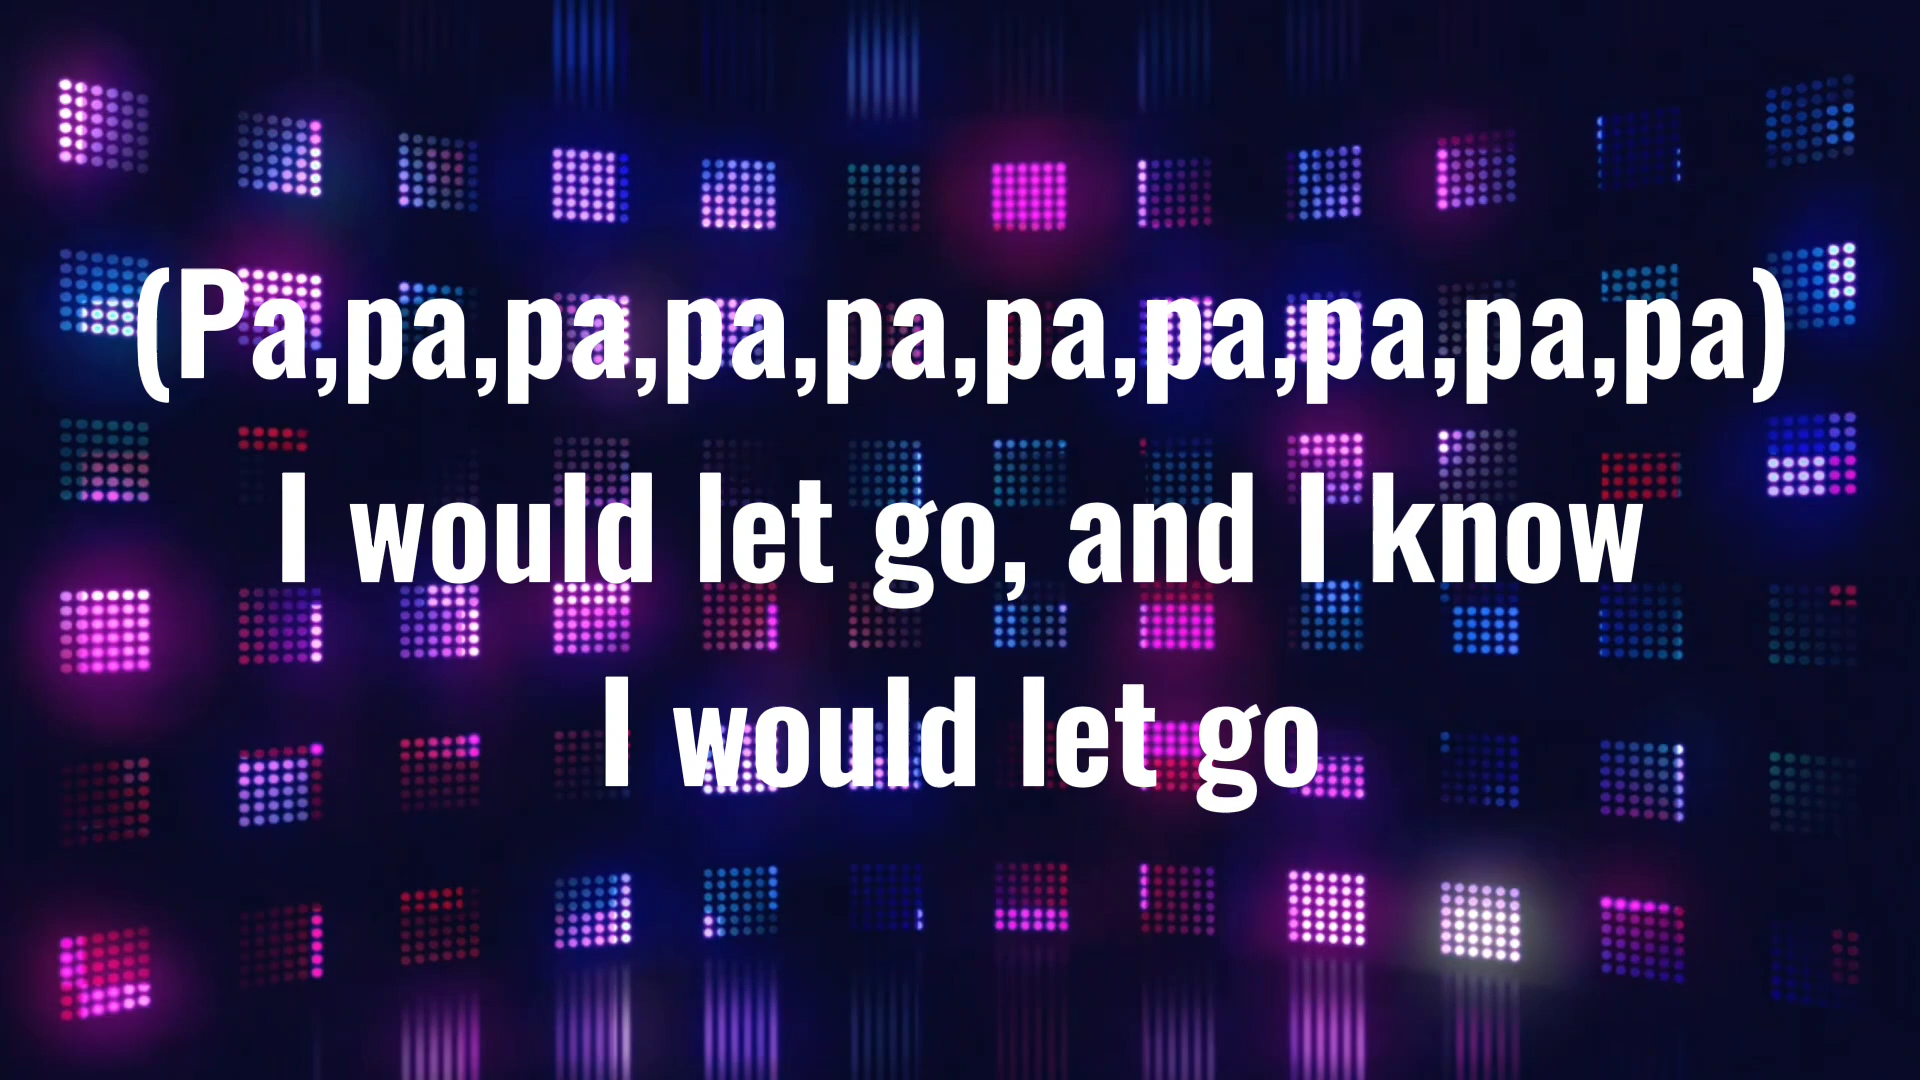 (Pa,pa,pa,pa,pa,pa,pa,pa,pa,pa)
I would let go, and I know
I would let go